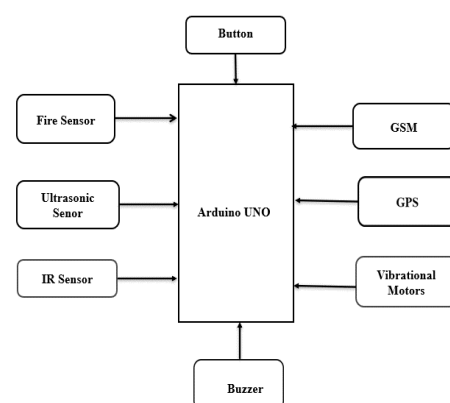 Button
Fire Sensor
GSM
Ultrasonic
Senor
Arduino UNO
GPS
IR Sensor
Vibrational
Motors
Buzzer